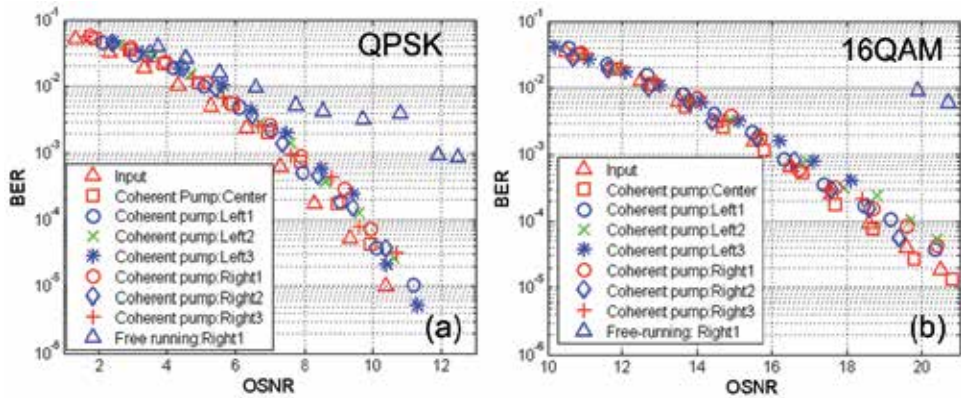 QPSK
BER
10⁻¹
10⁻²
10⁻³
10⁻⁴
10⁻⁵
10⁻⁶
Input
Coherent Pump:Center
Coherent pump:Left1
Coherent pump:Left2
Coherent pump:Left3
Coherent pump:Right1
Coherent pump:Right2
Coherent pump:Right3
Free running:Right1
(a)
2 4 6 8 10 12
OSNR
16QAM
BER
10⁻¹
10⁻²
10⁻³
10⁻⁴
10⁻⁵
10⁻⁶
Input
Coherent pump:Center
Coherent pump:Left1
Coherent pump:Left2
Coherent pump:Left3
Coherent pump:Right1
Coherent pump:Right2
Coherent pump:Right3
Free-running: Right1
(b)
10 12 14 16 18 20
OSNR